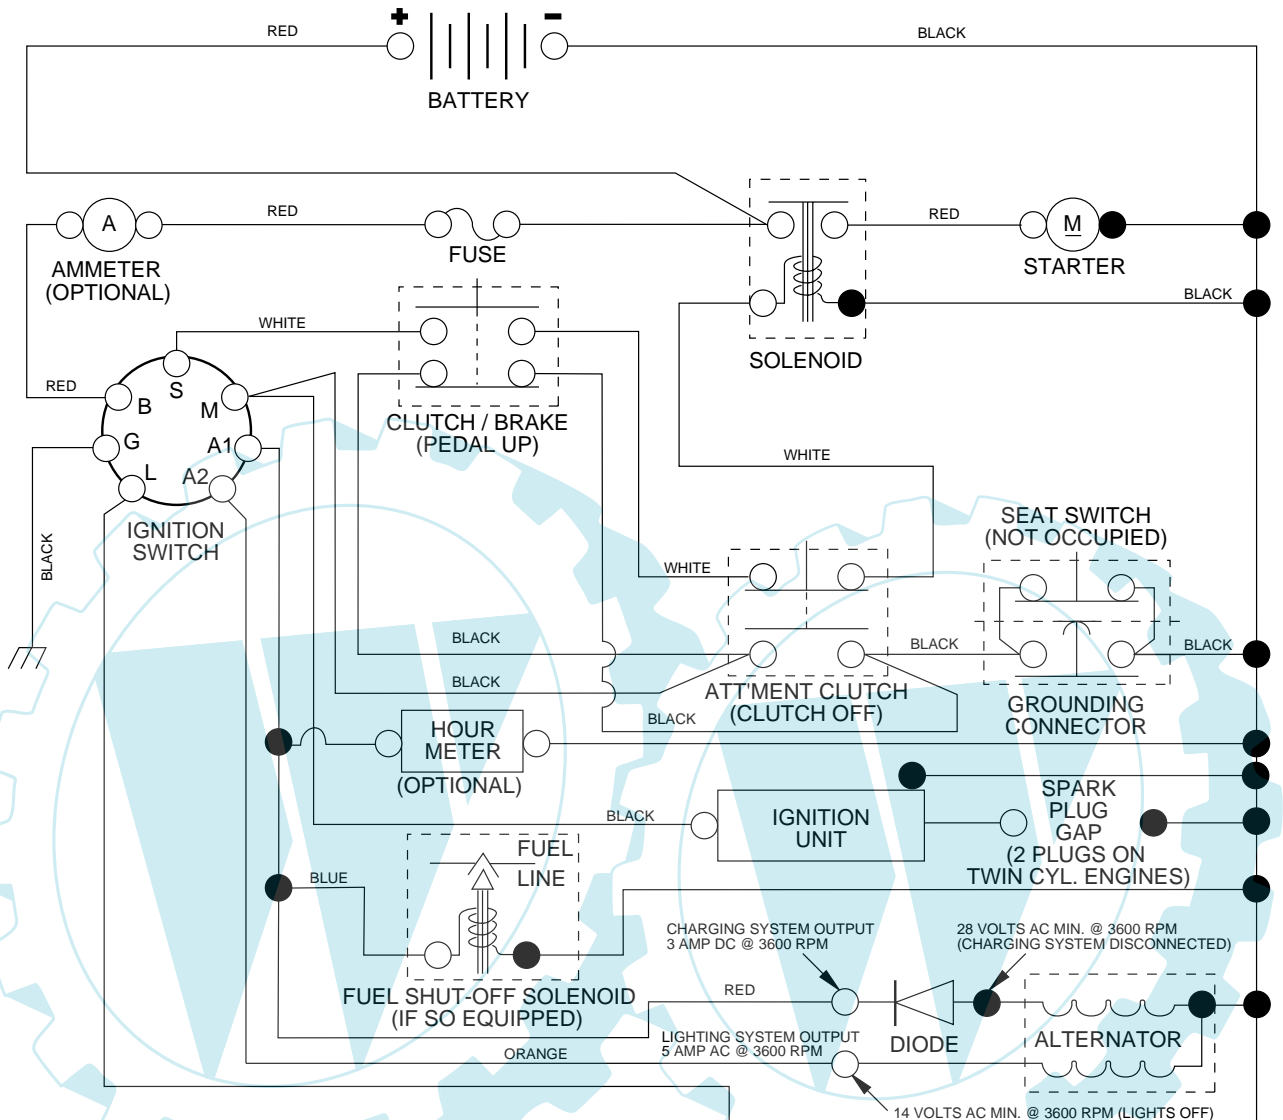 + −
RED
BLACK
BATTERY
A
RED
FUSE
RED
M
STARTER
AMMETER
(OPTIONAL)
WHITE
BLACK
SOLENOID
RED
S
B
M
CLUTCH / BRAKE
(PEDAL UP)
G
A1
L
A2
WHITE
IGNITION
SWITCH
BLACK
SEAT SWITCH
(NOT OCCUPIED)
WHITE
BLACK
BLACK
BLACK
BLACK
ATT'MENT CLUTCH
(CLUTCH OFF)
BLACK
GROUNDING
CONNECTOR
HOUR
METER
(OPTIONAL)
BLACK
IGNITION
UNIT
SPARK
PLUG
GAP
(2 PLUGS ON
TWIN CYL. ENGINES)
FUEL
LINE
BLUE
CHARGING SYSTEM OUTPUT
3 AMP DC @ 3600 RPM
28 VOLTS AC MIN. @ 3600 RPM
(CHARGING SYSTEM DISCONNECTED)
FUEL SHUT-OFF SOLENOID
(IF SO EQUIPPED)
RED
DIODE
ALTERNATOR
LIGHTING SYSTEM OUTPUT
5 AMP AC @ 3600 RPM
ORANGE
14 VOLTS AC MIN. @ 3600 RPM (LIGHTS OFF)